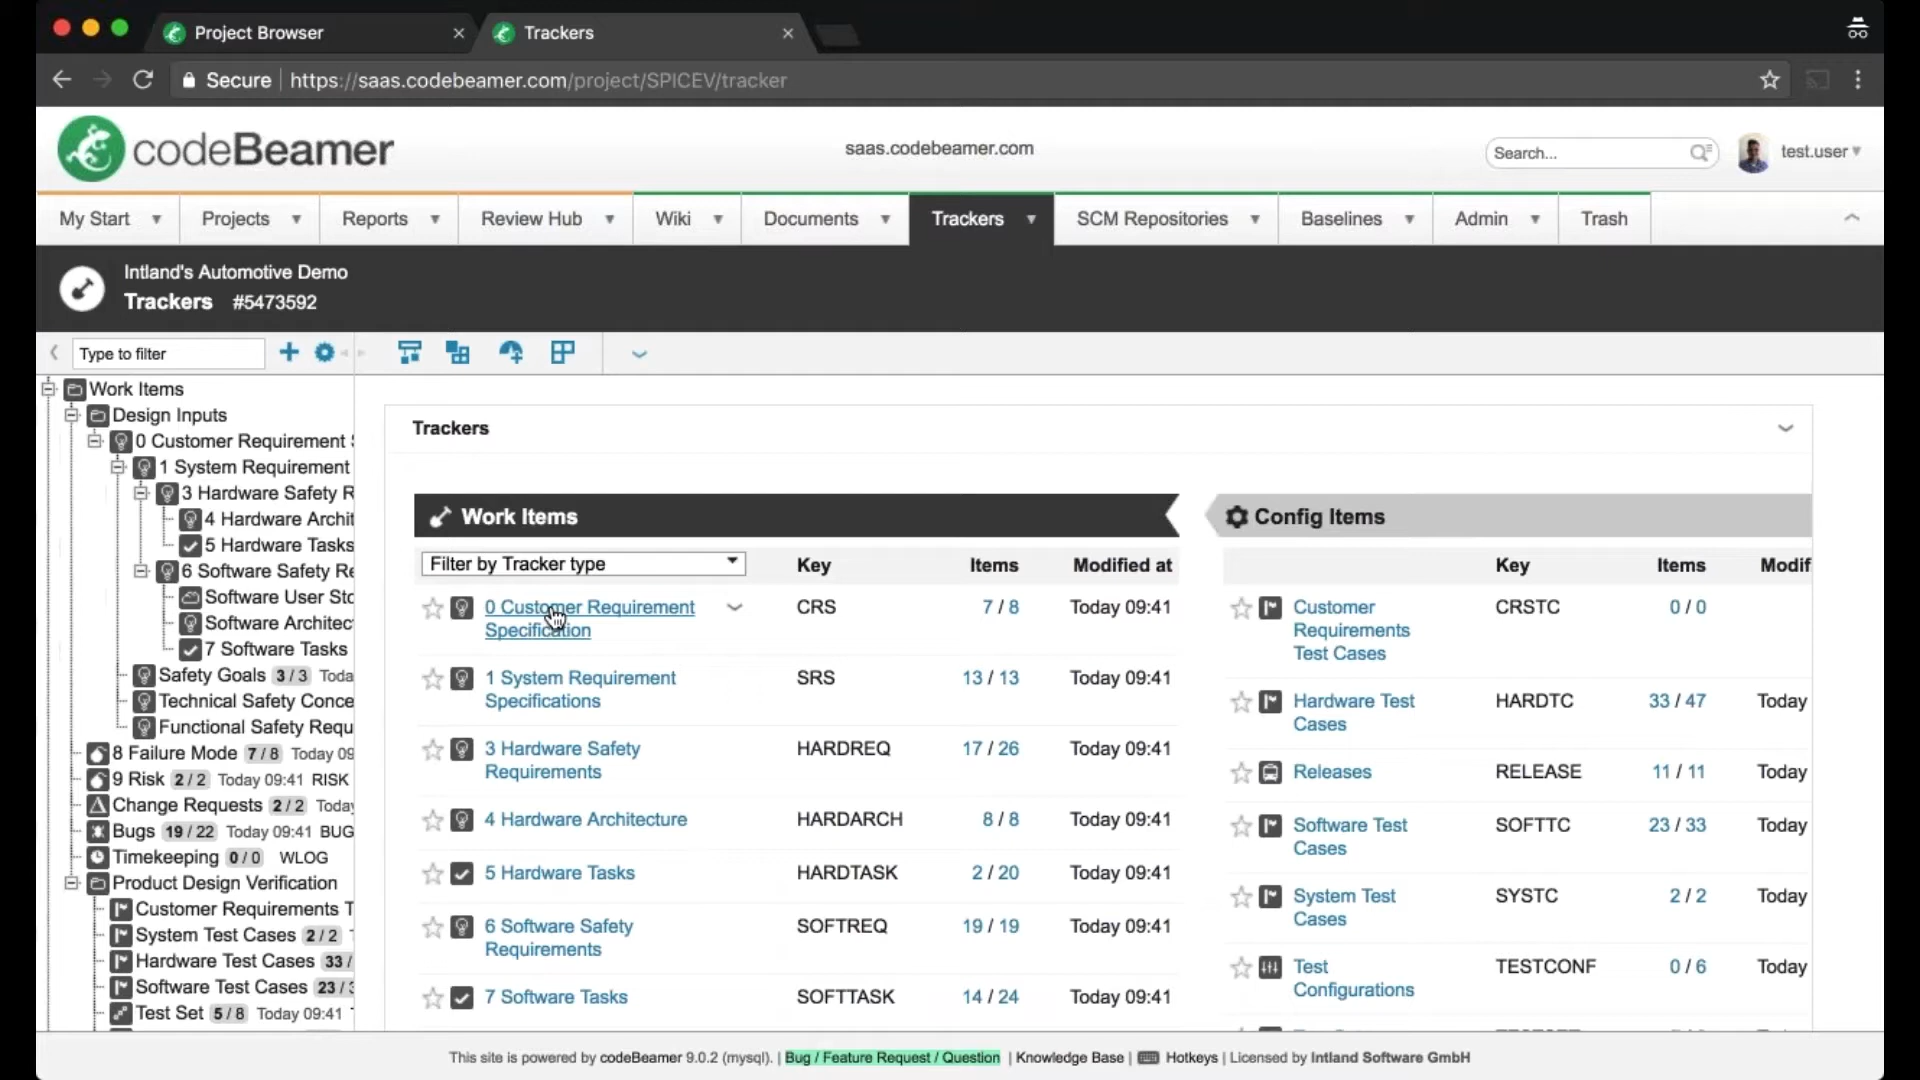 Project Browser
Trackers
Secure
https://saas.codebeamer.com/project/SPICEV/tracker
codeBeamer
saas.codebeamer.com
Search...
test.user
My Start
Projects
Reports
Review Hub
Wiki
Documents
Trackers
SCM Repositories
Baselines
Admin
Trash
Intland's Automotive Demo
Trackers #5473592
Type to filter
Work Items
Design Inputs
0 Customer Requirement
1 System Requirement
3 Hardware Safety R
4 Hardware Archit
5 Hardware Tasks
6 Software Safety Re
Software User Sto
Software Architec
7 Software Tasks
Safety Goals 3 / 3 Toda
Technical Safety Conce
Functional Safety Requ
8 Failure Mode 7 / 8 Today 09
9 Risk 2 / 2 Today 09:41 RISK
Change Requests 2 / 2 Today
Bugs 19 / 22 Today 09:41 BUG
Timekeeping 0 / 0 WLOG
Product Design Verification
Customer Requirements T
System Test Cases 2 / 2
Hardware Test Cases 33 /
Software Test Cases 23 /
Test Set 5 / 8 Today 09:41
Trackers
Work Items
Filter by Tracker type Key Items Modified at
0 Customer Requirement CRS 7 / 8 Today 09:41
Specification
1 System Requirement SRS 13 / 13 Today 09:41
Specifications
3 Hardware Safety HARDREQ 17 / 26 Today 09:41
Requirements
4 Hardware Architecture HARDARCH 8 / 8 Today 09:41
5 Hardware Tasks HARDTASK 2 / 20 Today 09:41
6 Software Safety SOFTREQ 19 / 19 Today 09:41
Requirements
7 Software Tasks SOFTTASK 14 / 24 Today 09:41
Config Items
Key Items Modif
Customer CRSTC 0 / 0
Requirements
Test Cases
Hardware Test HARDTC 33 / 47 Today
Cases
Releases RELEASE 11 / 11 Today
Software Test SOFTTC 23 / 33 Today
Cases
System Test SYSTC 2 / 2 Today
Cases
Test TESTCONF 0 / 6 Today
Configurations
This site is powered by codeBeamer 9.0.2 (mysql). | Bug / Feature Request / Question | Knowledge Base | Hotkeys | Licensed by Intland Software GmbH